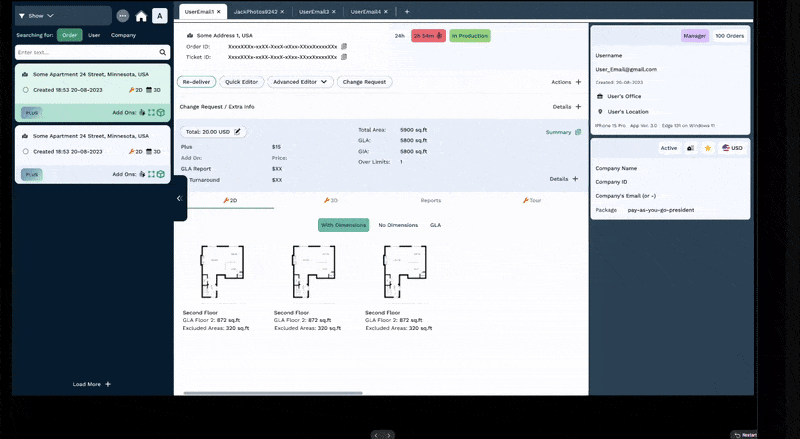 Show
A
Searching for:
Order
User
Company
Enter text...
Some Apartment 24 Street, Minnesota, USA
Created 18:53 20-08-2023
2D
3D
PLUS
Add Ons:
Some Apartment 24 Street, Minnesota, USA
Created 18:53 20-08-2023
2D
3D
PLUS
Add Ons:
Load More +
UserEmail1 ×
JackPhotos9242 ×
UserEmail3 ×
UserEmail4 ×
+
Some Address 1, USA
24h
2h 54m
In Production
Order ID: XxxxXXXx-xxXX-XxxX-xXxx-XXxxXxxxxXXx
Ticket ID: XxxxXXXx-xxXX-XxxX-xXxx-XXxxXxxxxXXx
Re-deliver
Quick Editor
Advanced Editor
Change Request
Actions +
Change Request / Extra Info
Details +
Total: 20.00 USD
Plus $15
Add On: Price:
GLA Report $XX
Turnaround $XX
Total Area: 5900 sq.ft
GLA: 5800 sq.ft
GIA: 5800 sq.ft
Over Limits: 1
Summary
Details +
2D
3D
Reports
Tour
With Dimensions
No Dimensions
GLA
Second Floor
GLA Floor 2: 872 sq.ft
Excluded Areas: 320 sq.ft
Second Floor
GLA Floor 2: 872 sq.ft
Excluded Areas: 320 sq.ft
Second Floor
GLA Floor 2: 872 sq.ft
Excluded Areas: 320 sq.ft
Manager
100 Orders
Username
User_Email@gmail.com
Created: 20-08-2023
User's Office
User's Location
iPhone 15 Pro App Ver: 3.0 Edge 131 on Windows 11
Active
USD
Company Name
Company ID
Company's Email (or -)
Package pay-as-you-go-president
Restart